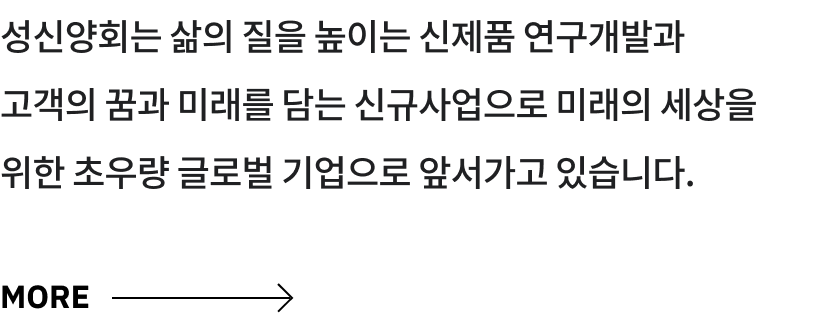 성신양회는 삶의 질을 높이는 신제품 연구개발과
고객의 꿈과 미래를 담는 신규사업으로 미래의 세상을
위한 초우량 글로벌 기업으로 앞서가고 있습니다.
MORE